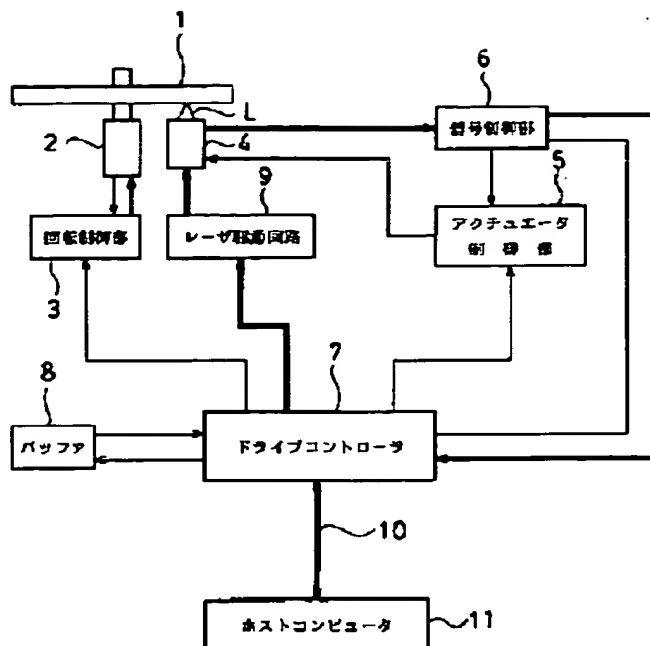 1
L
2
4
6
信号制御部
5
9
アクチュエータ
制御部
回転制御部
レーザ駆動回路
3
7
8
バッファ
ドライブコントローラ
10
ホストコンピュータ
11